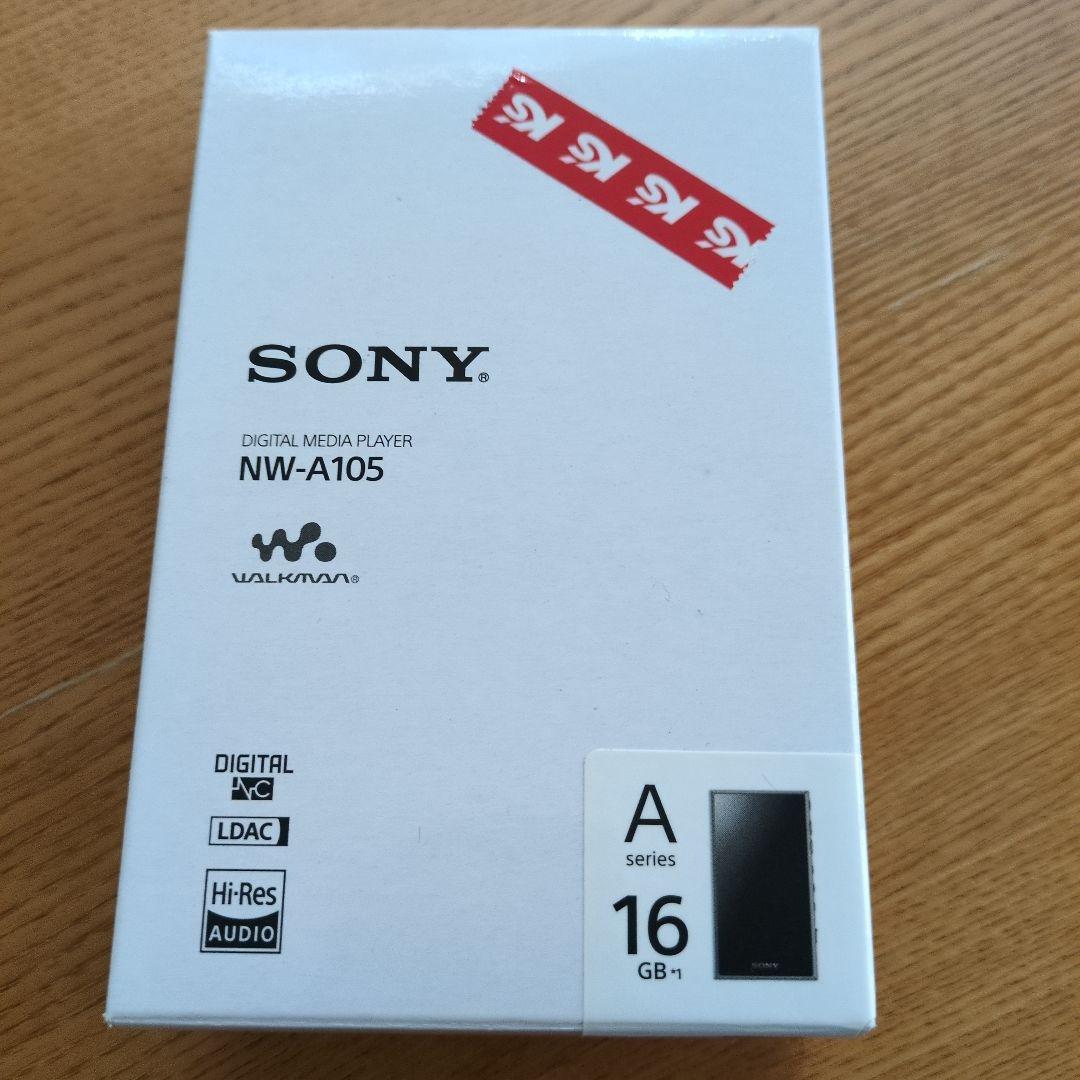 K's K's K's K's
SONY®
DIGITAL MEDIA PLAYER
NW-A105
WALKMAN®
DIGITAL
NC
LDAC
Hi-Res
AUDIO
A
series
16
GB *1
SONY